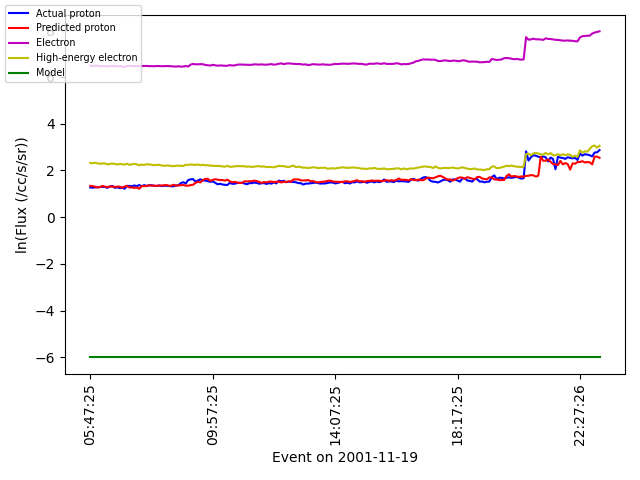 Actual proton
Predicted proton
Electron
High-energy electron
Model
8
6
4
2
0
−2
−4
−6
ln(Flux (/cc/s/sr))
05:47:25
09:57:25
14:07:25
18:17:25
22:27:26
Event on 2001-11-19